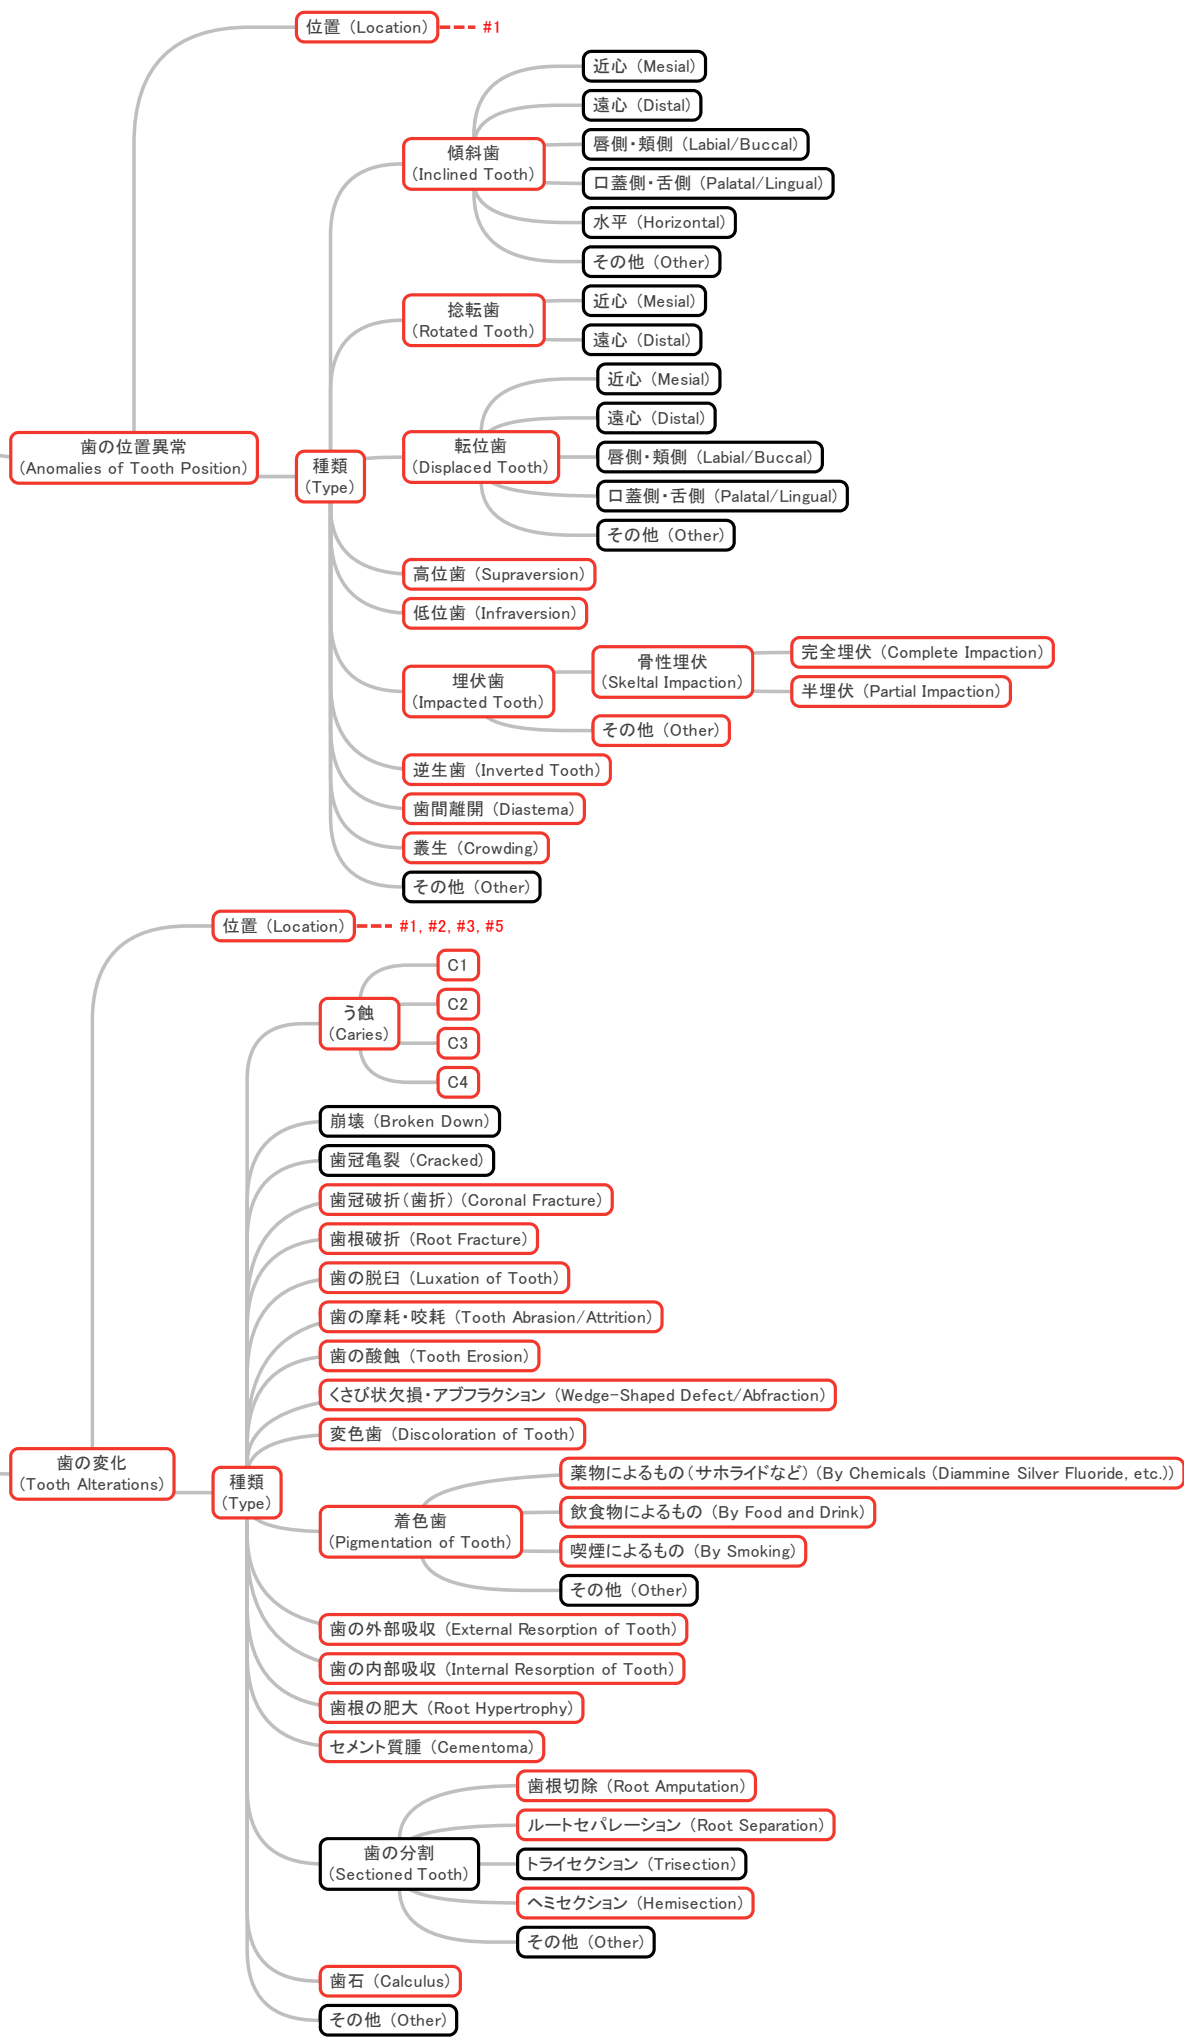 位置 (Location)
#1
近心 (Mesial)
遠心 (Distal)
唇側・頬側 (Labial/Buccal)
傾斜歯
(Inclined Tooth)
口蓋側・舌側 (Palatal/Lingual)
水平 (Horizontal)
その他 (Other)
近心 (Mesial)
捻転歯
(Rotated Tooth)
遠心 (Distal)
近心 (Mesial)
遠心 (Distal)
歯の位置異常
(Anomalies of Tooth Position)
種類
(Type)
転位歯
(Displaced Tooth)
唇側・頬側 (Labial/Buccal)
口蓋側・舌側 (Palatal/Lingual)
その他 (Other)
高位歯 (Supraversion)
低位歯 (Infraversion)
埋伏歯
(Impacted Tooth)
骨性埋伏
(Skeltal Impaction)
完全埋伏 (Complete Impaction)
半埋伏 (Partial Impaction)
その他 (Other)
逆生歯 (Inverted Tooth)
歯間離開 (Diastema)
叢生 (Crowding)
その他 (Other)
位置 (Location)
#1, #2, #3, #5
う蝕
(Caries)
C1
C2
C3
C4
崩壊 (Broken Down)
歯冠亀裂 (Cracked)
歯冠破折(歯折) (Coronal Fracture)
歯根破折 (Root Fracture)
歯の脱臼 (Luxation of Tooth)
歯の摩耗・咬耗 (Tooth Abrasion/Attrition)
歯の酸蝕 (Tooth Erosion)
くさび状欠損・アブフラクション (Wedge-Shaped Defect/Abfraction)
変色歯 (Discoloration of Tooth)
歯の変化
(Tooth Alterations)
種類
(Type)
着色歯
(Pigmentation of Tooth)
薬物によるもの(サホライドなど) (By Chemicals (Diammine Silver Fluoride, etc.))
飲食物によるもの (By Food and Drink)
喫煙によるもの (By Smoking)
その他 (Other)
歯の外部吸収 (External Resorption of Tooth)
歯の内部吸収 (Internal Resorption of Tooth)
歯根の肥大 (Root Hypertrophy)
セメント質腫 (Cementoma)
歯の分割
(Sectioned Tooth)
歯根切除 (Root Amputation)
ルートセパレーション (Root Separation)
トライセクション (Trisection)
ヘミセクション (Hemisection)
その他 (Other)
歯石 (Calculus)
その他 (Other)